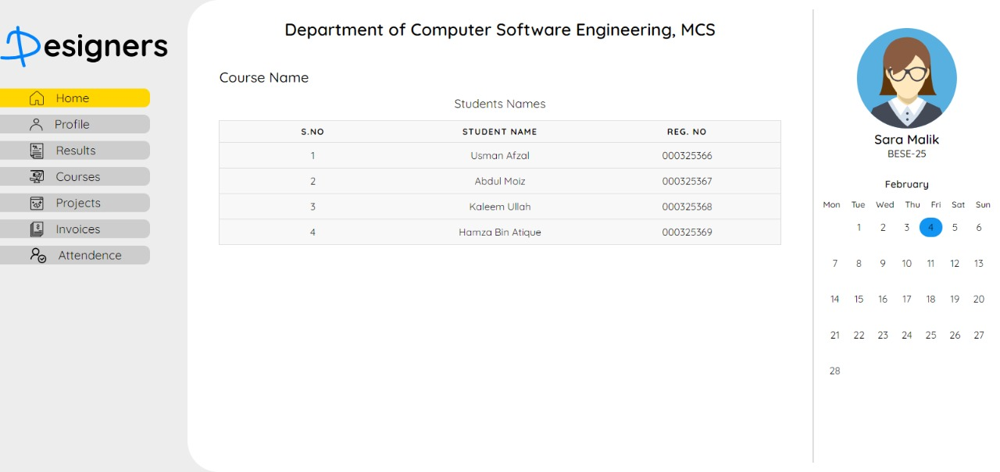 Designers
Home
Profile
Results
Courses
Projects
Invoices
Attendence
Department of Computer Software Engineering, MCS
Course Name
Students Names
S.NO STUDENT NAME REG. NO
1 Usman Afzal 000325366
2 Abdul Moiz 000325367
3 Kaleem Ullah 000325368
4 Hamza Bin Atique 000325369
Sara Malik
BESE-25
February
Mon Tue Wed Thu Fri Sat Sun
1 2 3 4 5 6
7 8 9 10 11 12 13
14 15 16 17 18 19 20
21 22 23 24 25 26 27
28